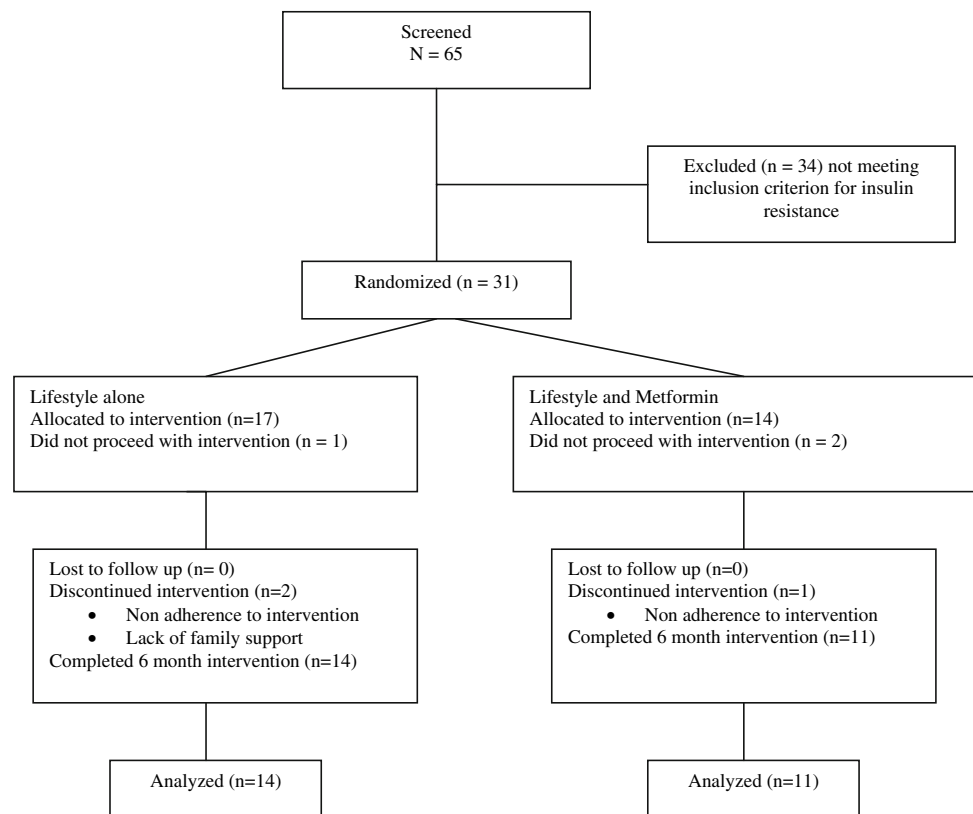 Screened
N = 65
Excluded (n = 34) not meeting
inclusion criterion for insulin
resistance
Randomized (n = 31)
Lifestyle alone
Allocated to intervention (n=17)
Did not proceed with intervention (n = 1)
Lifestyle and Metformin
Allocated to intervention (n=14)
Did not proceed with intervention (n = 2)
Lost to follow up (n= 0)
Discontinued intervention (n=2)
• Non adherence to intervention
• Lack of family support
Completed 6 month intervention (n=14)
Lost to follow up (n=0)
Discontinued intervention (n=1)
• Non adherence to intervention
Completed 6 month intervention (n=11)
Analyzed (n=14)
Analyzed (n=11)